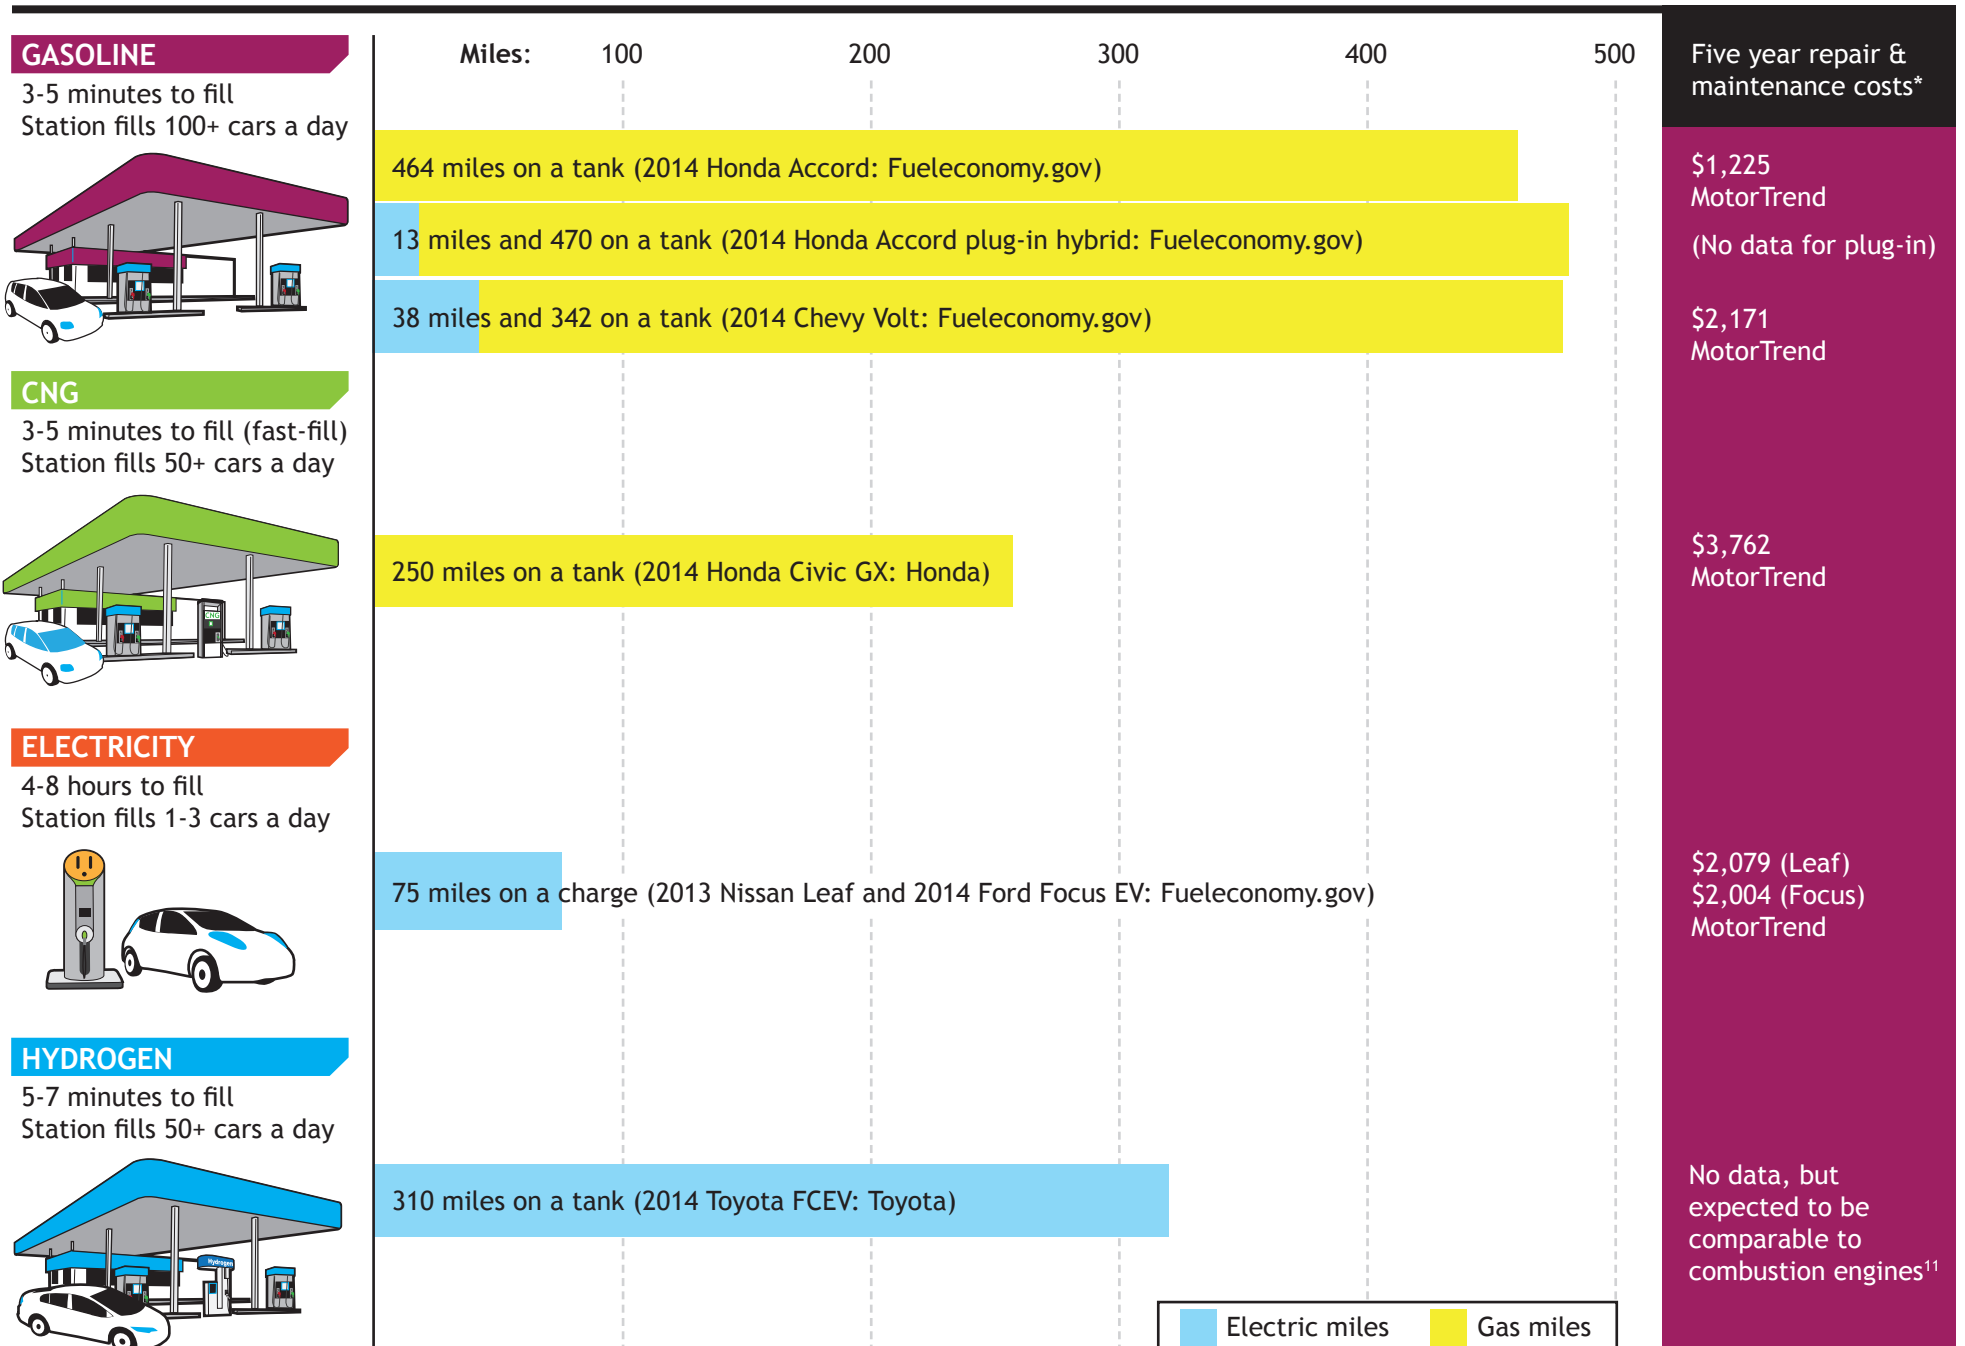 GASOLINE
3-5 minutes to fill
Station fills 100+ cars a day
Miles: 100 200 300 400 500
Five year repair &
maintenance costs*
464 miles on a tank (2014 Honda Accord: Fueleconomy.gov)
$1,225
MotorTrend
13 miles and 470 on a tank (2014 Honda Accord plug-in hybrid: Fueleconomy.gov)
(No data for plug-in)
38 miles and 342 on a tank (2014 Chevy Volt: Fueleconomy.gov)
$2,171
MotorTrend
CNG
3-5 minutes to fill (fast-fill)
Station fills 50+ cars a day
CNG
250 miles on a tank (2014 Honda Civic GX: Honda)
$3,762
MotorTrend
ELECTRICITY
4-8 hours to fill
Station fills 1-3 cars a day
75 miles on a charge (2013 Nissan Leaf and 2014 Ford Focus EV: Fueleconomy.gov)
$2,079 (Leaf)
$2,004 (Focus)
MotorTrend
HYDROGEN
5-7 minutes to fill
Station fills 50+ cars a day
Hydrogen
310 miles on a tank (2014 Toyota FCEV: Toyota)
No data, but
expected to be
comparable to
combustion engines¹¹
Electric miles Gas miles